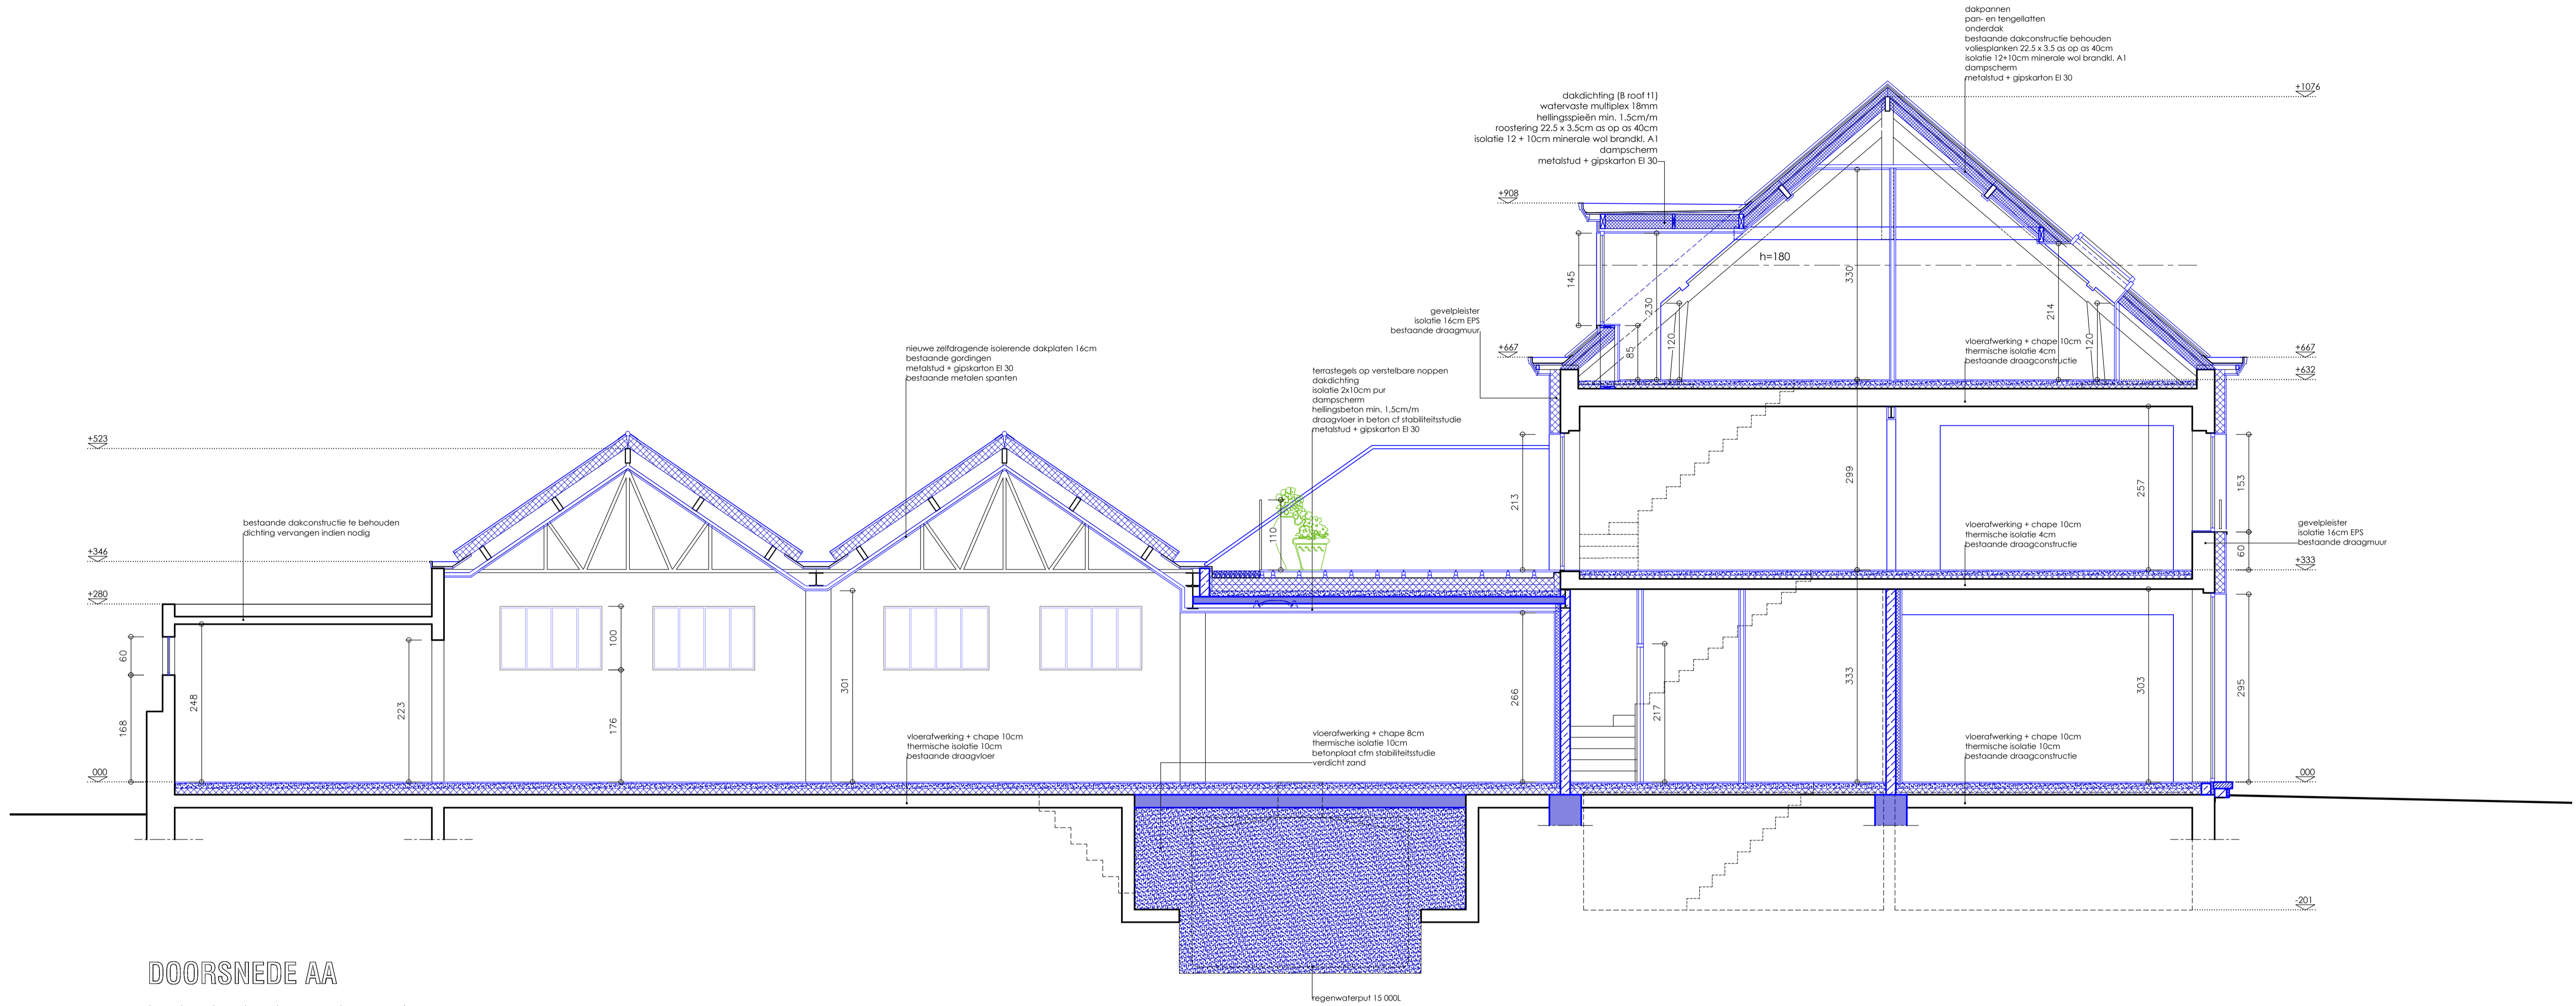 dakpannen
pan- en tengellatten
onderdak
bestaande dakconstructie behouden
voliesplanken 22.5 x 3.5 as op as 40cm
isolatie 12+10cm minerale wol brandkl. A1
dampscherm
metalstud + gipskarton EI 30
+1076
dakdichting (B roof t1)
watervaste multiplex 18mm
hellingsspieën min. 1.5cm/m
roostering 22.5 x 3.5cm as op as 40cm
isolatie 12 + 10cm minerale wol brandkl. A1
dampscherm
metalstud + gipskarton EI 30
+908
h=180
145
230
330
214
85
120
120
gevelpleister
isolatie 16cm EPS
bestaande draagmuur
+667
+667
+632
vloerafwerking + chape 10cm
thermische isolatie 4cm
bestaande draagconstructie
nieuwe zelfdragende isolerende dakplaten 16cm
bestaande gordingen
metalstud + gipskarton EI 30
bestaande metalen spanten
terrastegels op verstelbare noppen
dakdichting
isolatie 2x10cm pur
dampscherm
hellingsbeton min. 1,5cm/m
draagvloer in beton cf stabiliteitsstudie
metalstud + gipskarton EI 30
+523
213
299
257
153
110
bestaande dakconstructie te behouden
dichting vervangen indien nodig
vloerafwerking + chape 10cm
thermische isolatie 4cm
bestaande draagconstructie
gevelpleister
isolatie 16cm EPS
bestaande draagmuur
60
+346
+333
+280
60
168
248
223
100
176
301
266
217
333
303
295
vloerafwerking + chape 10cm
thermische isolatie 10cm
bestaande draagvloer
vloerafwerking + chape 8cm
thermische isolatie 10cm
betonplaat cfm stabiliteitsstudie
verdicht zand
vloerafwerking + chape 10cm
thermische isolatie 10cm
bestaande draagconstructie
000
000
-201
DOORSNEDE AA
regenwaterput 15 000L